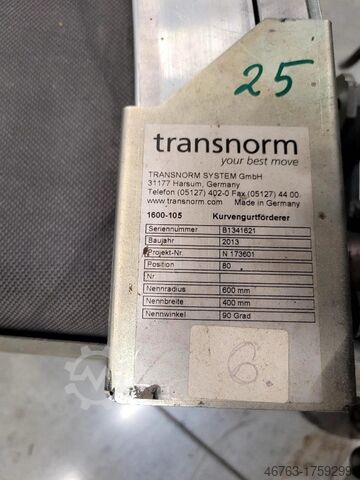 25
transnorm
your best move
TRANSNORM SYSTEM GmbH
31177 Harsum, Germany
Telefon (05127) 402-0 Fax (05127) 44 00
www.transnorm.com Made in Germany
1600-105 Kurvengurtförderer
Seriennummer B1341621
Baujahr 2013
Projekt-Nr N 173601
Position 80
Nr
Nennradius 600 mm
Nennbreite 400 mm
Nennwinkel 90 Grad
6
46763-17592999